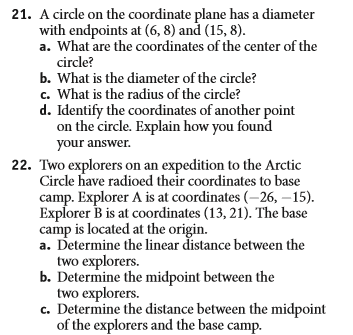 21. A circle on the coordinate plane has a diameter
with endpoints at (6, 8) and (15, 8).
a. What are the coordinates of the center of the
circle?
b. What is the diameter of the circle?
c. What is the radius of the circle?
d. Identify the coordinates of another point
on the circle. Explain how you found
your answer.
22. Two explorers on an expedition to the Arctic
Circle have radioed their coordinates to base
camp. Explorer A is at coordinates (−26, −15).
Explorer B is at coordinates (13, 21). The base
camp is located at the origin.
a. Determine the linear distance between the
two explorers.
b. Determine the midpoint between the
two explorers.
c. Determine the distance between the midpoint
of the explorers and the base camp.